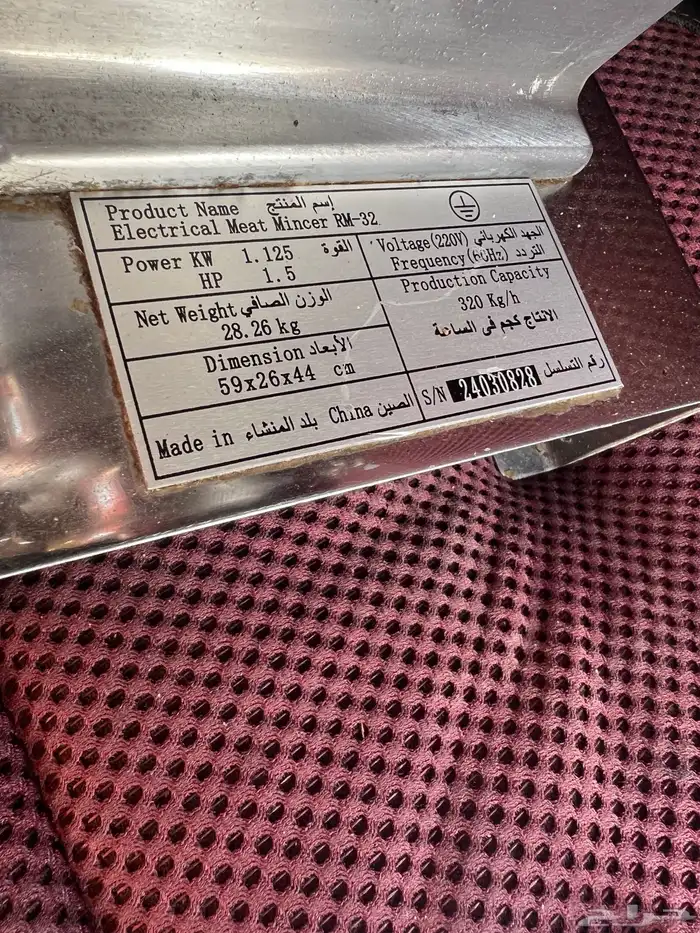 Product Name إسم المنتج
Electrical Meat Mincer RM-32
Power KW 1.125 القوة
HP 1.5
Voltage(220V) الجهد الكهربائي
Frequency(60Hz) التردد
Net Weight الوزن الصافي
28.26 kg
Production Capacity
320 Kg/h
الانتاج كجم في الساعة
Dimension الأبعاد
59x26x44 cm
Made in بلد المنشاء China الصين
S/N 24030828 رقم التسلسل
حراج